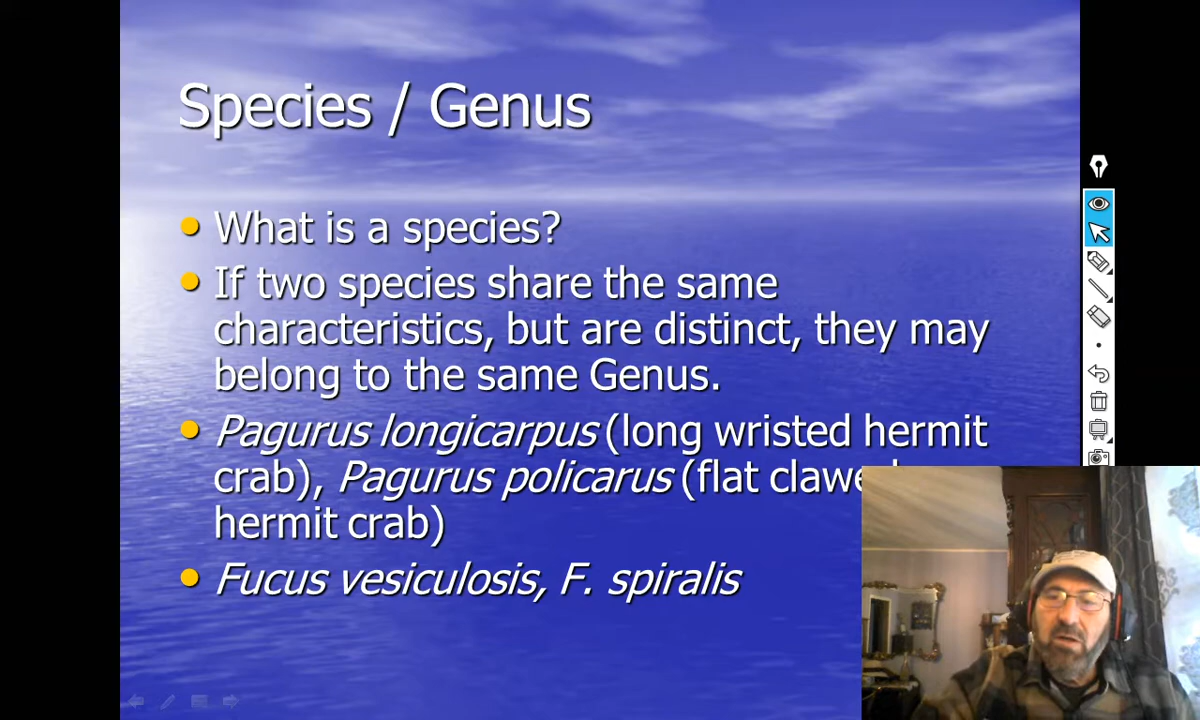 Species / Genus
What is a species?
If two species share the same
characteristics, but are distinct, they may
belong to the same Genus.
Pagurus longicarpus (long wristed hermit
crab), Pagurus policarus (flat clawed
hermit crab)
Fucus vesiculosis, F. spiralis